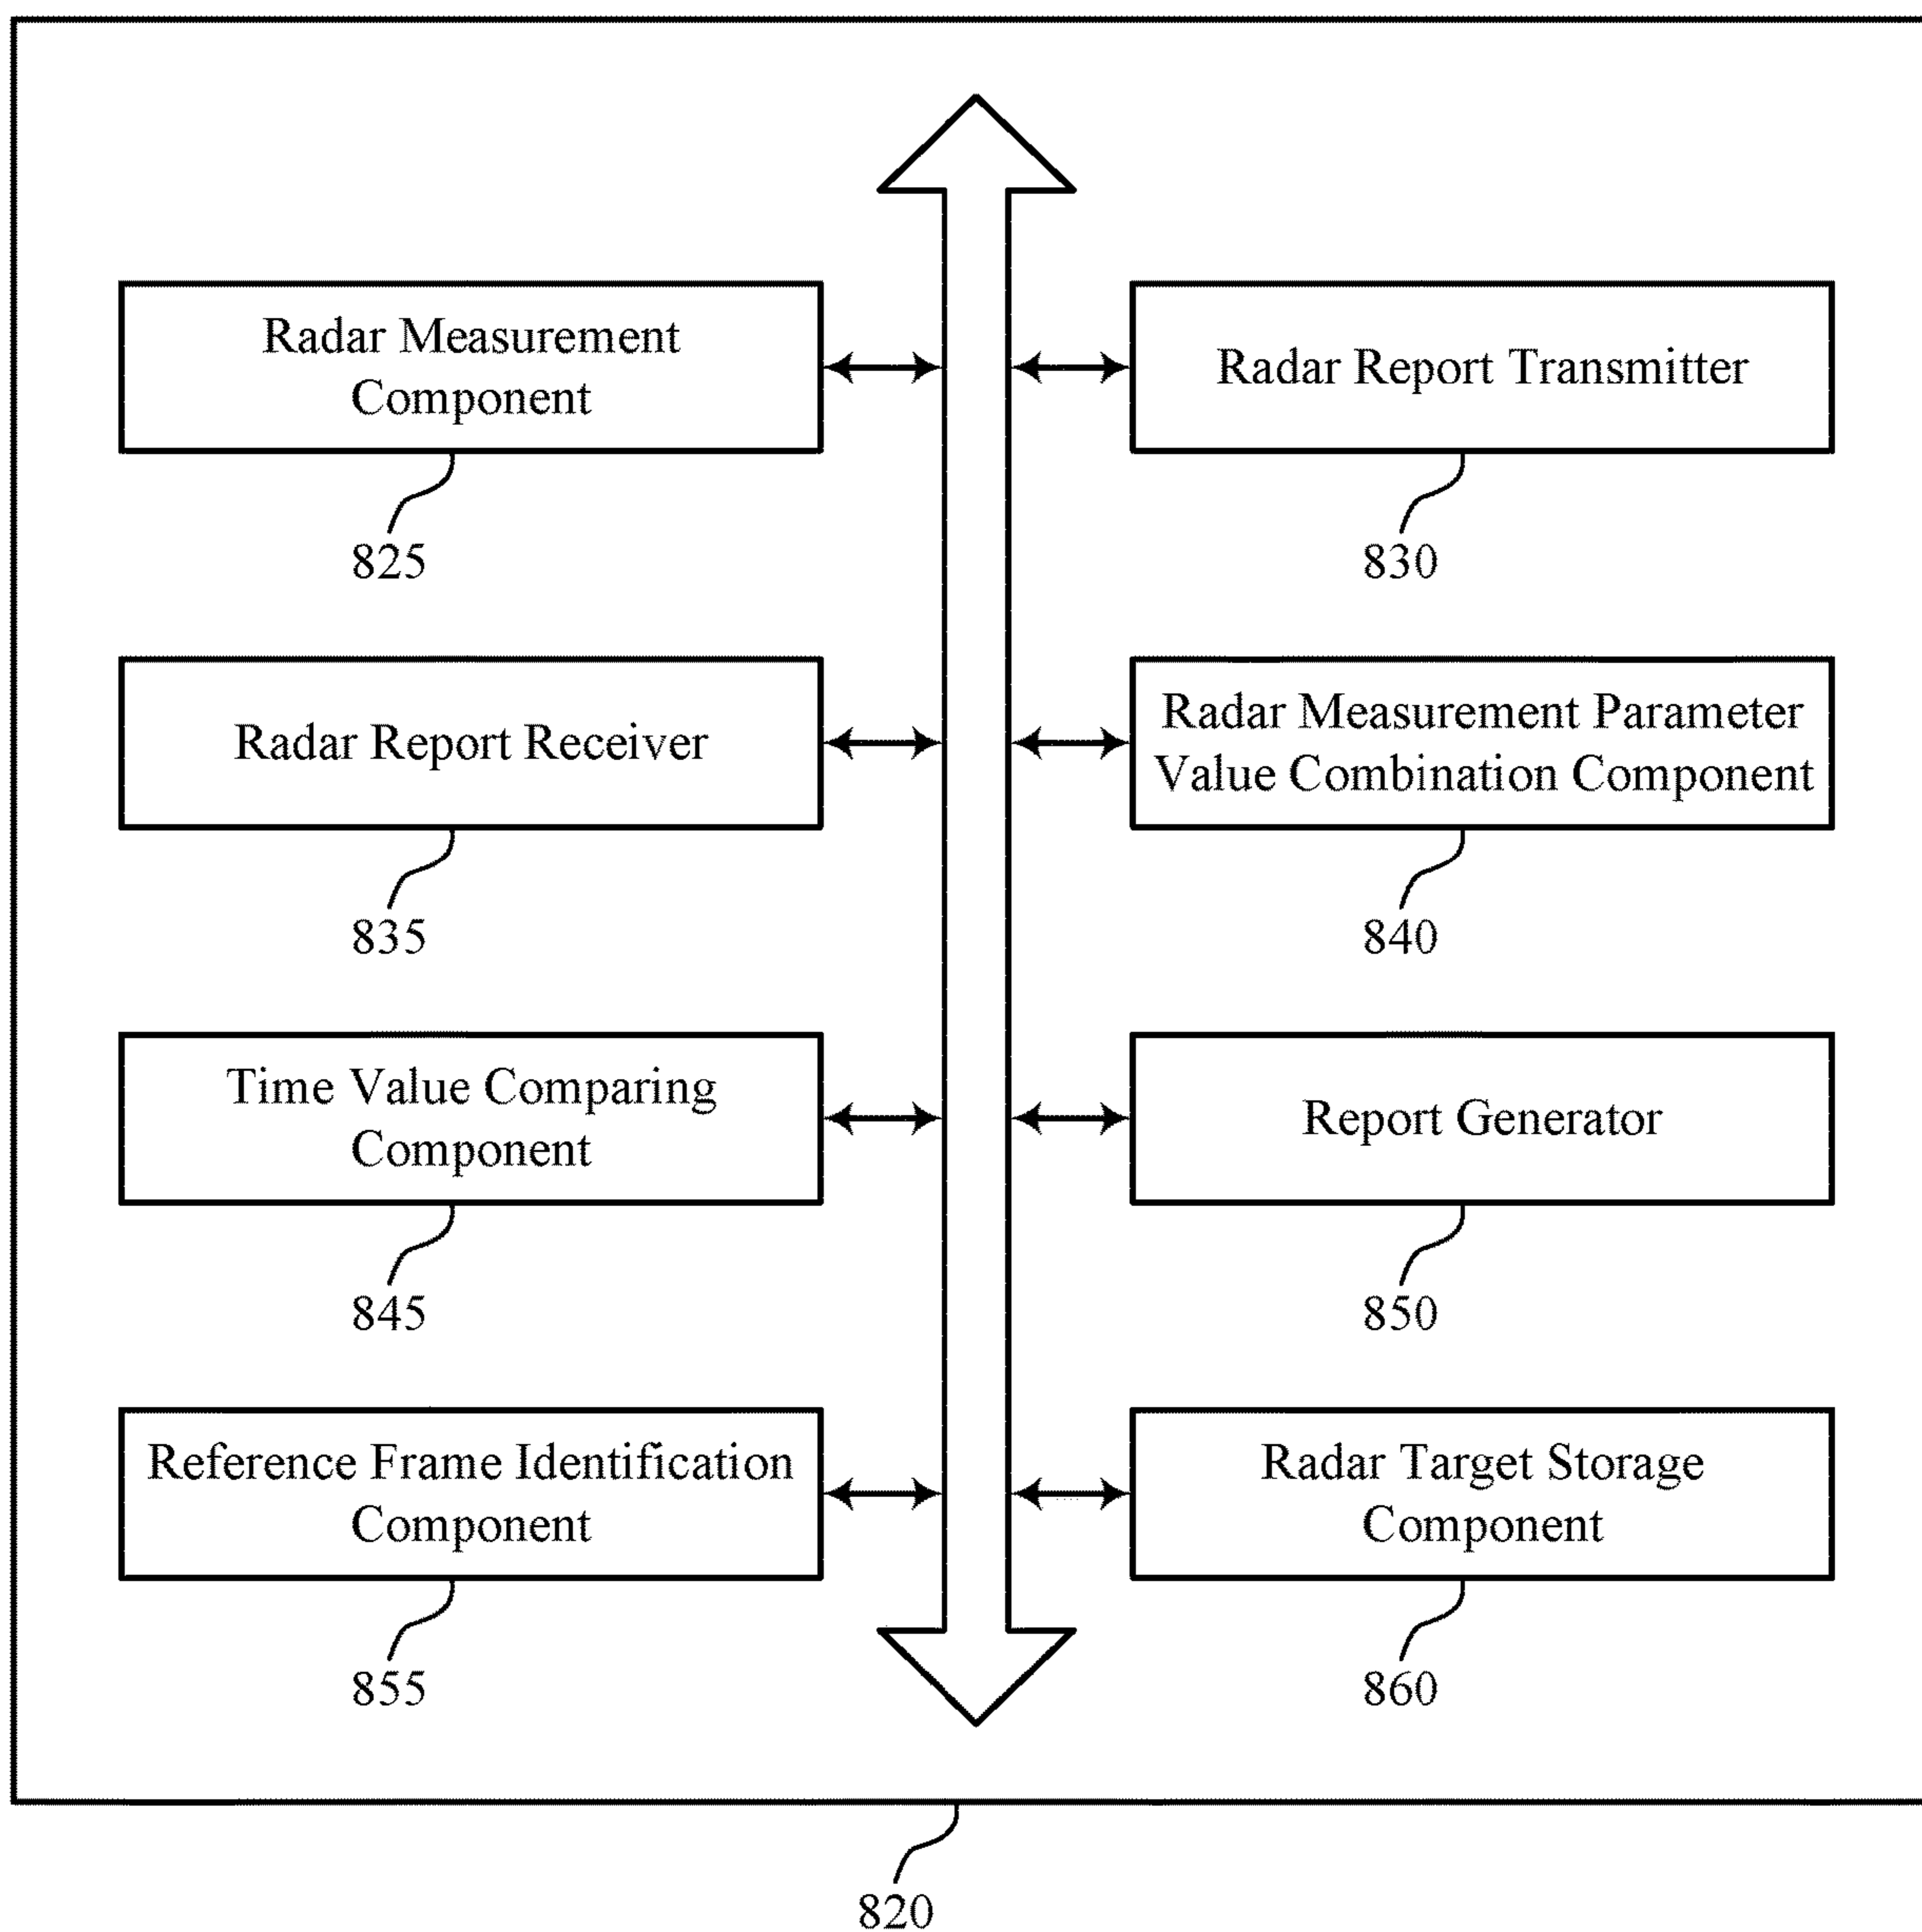 Radar Measurement
Component
825
Radar Report Transmitter
830
Radar Report Receiver
835
Radar Measurement Parameter
Value Combination Component
840
Time Value Comparing
Component
845
Report Generator
850
Reference Frame Identification
Component
855
Radar Target Storage
Component
860
820